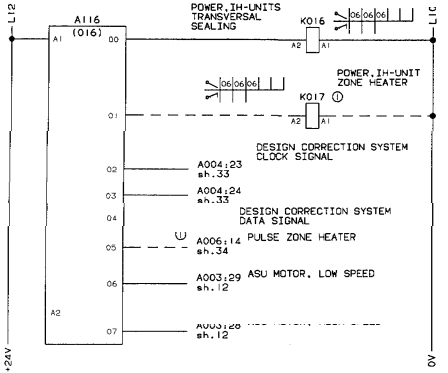 L12
A116
(016)
POWER,IH-UNITS
TRANSVERSAL
SEALING
K016
06 06 06
A1
00
A2 A1
06 06 06
POWER,IH-UNIT
ZONE HEATER
K017 1
01
A2 A1
DESIGN CORRECTION SYSTEM
CLOCK SIGNAL
02
A004:23
sh.33
03
A004:24
sh.33
04
DESIGN CORRECTION SYSTEM
DATA SIGNAL
05
A006:14 PULSE ZONE HEATER
sh.34
06
A003:29 ASU MOTOR, LOW SPEED
sh.12
A2
07
A003:28
sh.12
+24V
0V